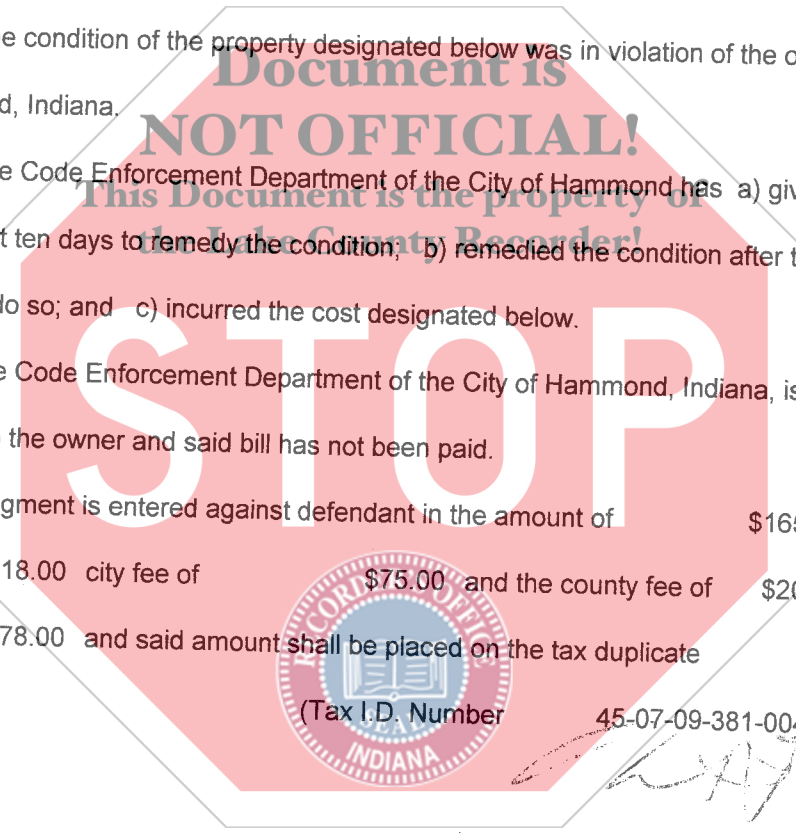 e condition of the property designated below was in violation of the o
Document is
d, Indiana.
NOT OFFICIAL!
e Code Enforcement Department of the City of Hammond has a) giv
This Document is the property of
t ten days to remedy the condition; b) remedied the condition after t
the Lake County Recorder!
do so; and c) incurred the cost designated below.
STOP
e Code Enforcement Department of the City of Hammond, Indiana, is
the owner and said bill has not been paid.
gment is entered against defendant in the amount of $165
18.00 city fee of $75.00 and the county fee of $20
78.00 and said amount shall be placed on the tax duplicate
RECORDER OFFICE
(Tax I.D. Number 45-07-09-381-004
SEAL
INDIANA